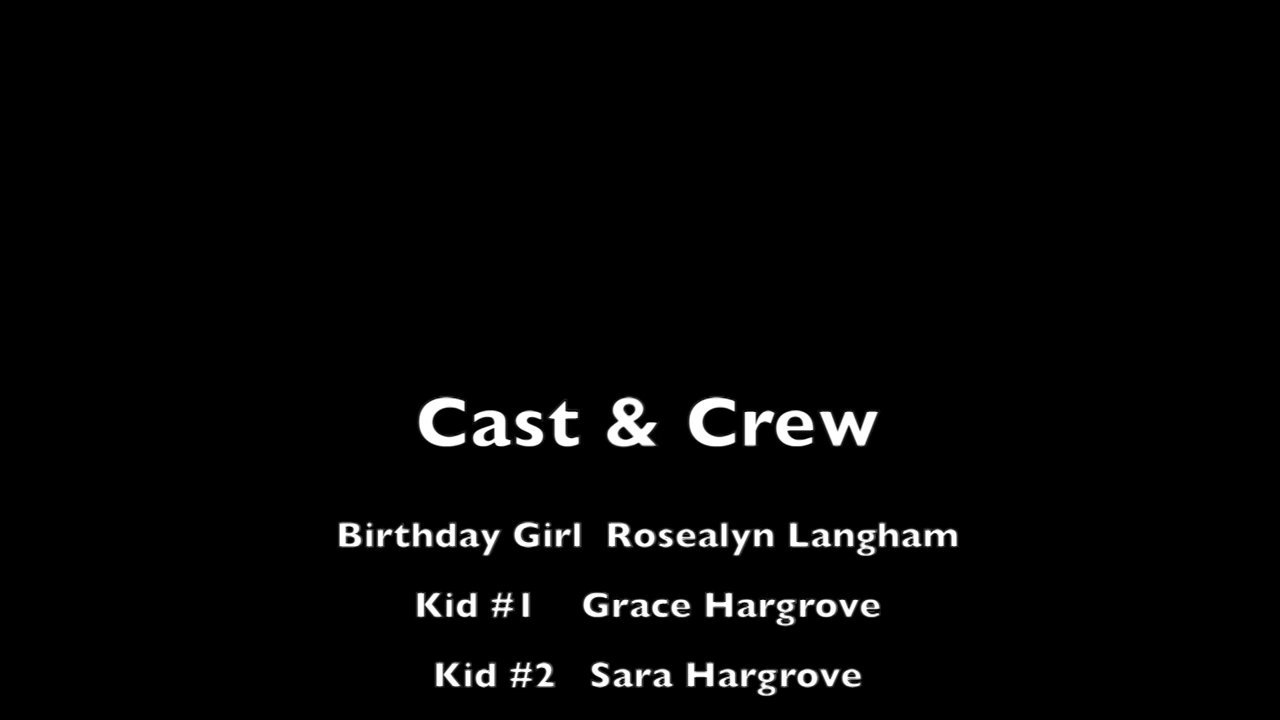 Cast & Crew
Birthday Girl Rosealyn Langham
Kid #1 Grace Hargrove
Kid #2 Sara Hargrove